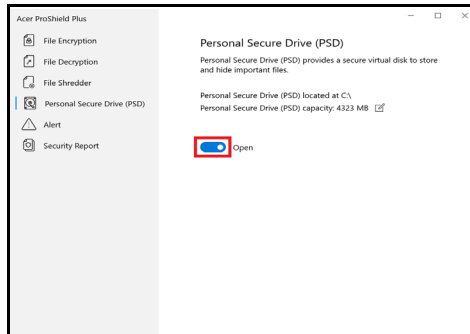 Acer ProShield Plus
File Encryption
File Decryption
File Shredder
Personal Secure Drive (PSD)
Alert
Security Report
Personal Secure Drive (PSD)
Personal Secure Drive (PSD) provides a secure virtual disk to store
and hide important files.
Personal Secure Drive (PSD) located at C:\
Personal Secure Drive (PSD) capacity: 4323 MB
Open